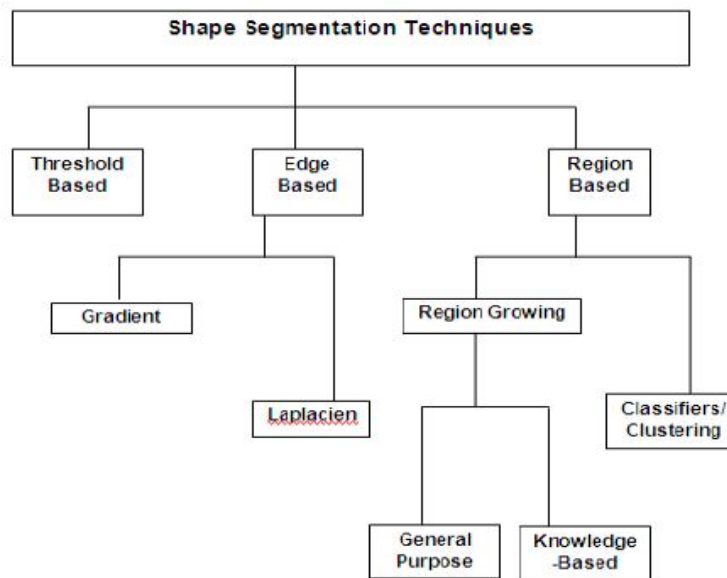 Shape Segmentation Techniques
Threshold
Based
Edge
Based
Region
Based
Gradient
Region Growing
Laplacien
Classifiers/
Clustering
General
Purpose
Knowledge
-Based